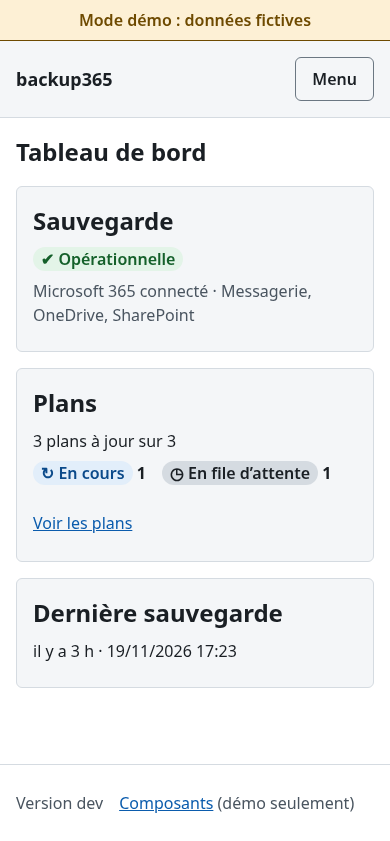 Mode démo : données fictives
backup365
Menu
Tableau de bord
Sauvegarde
✔ Opérationnelle
Microsoft 365 connecté · Messagerie,
OneDrive, SharePoint
Plans
3 plans à jour sur 3
↻ En cours 1 ◷ En file d’attente 1
Voir les plans
Dernière sauvegarde
il y a 3 h · 19/11/2026 17:23
Version dev Composants (démo seulement)